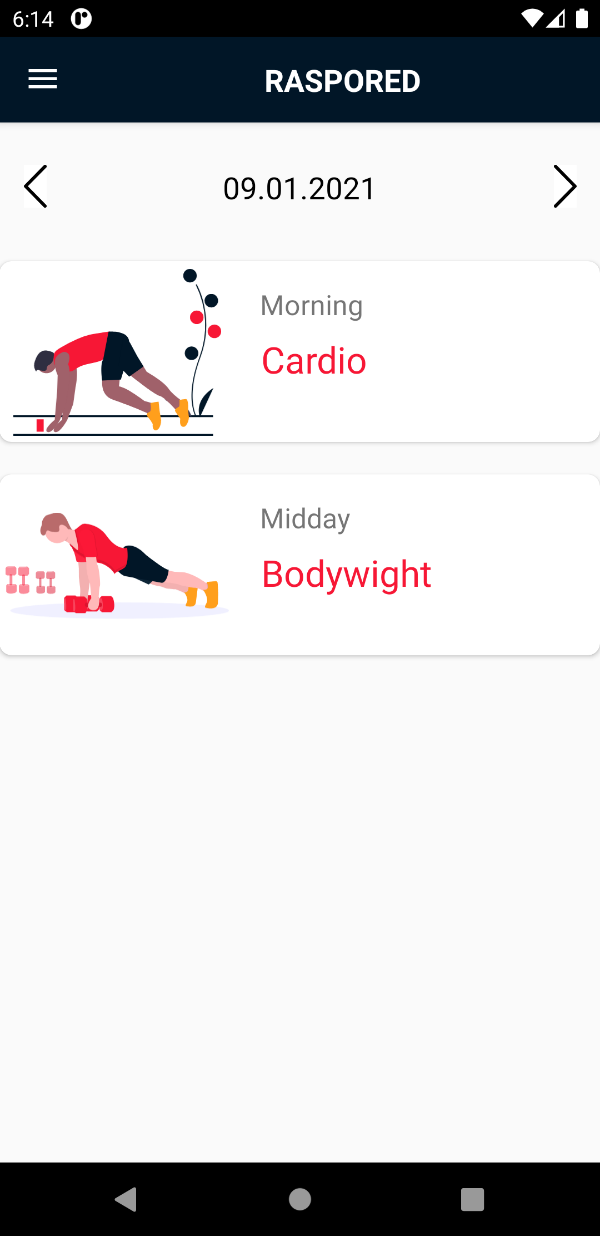 6:14
RASPORED
09.01.2021
Morning
Cardio
Midday
Bodywight